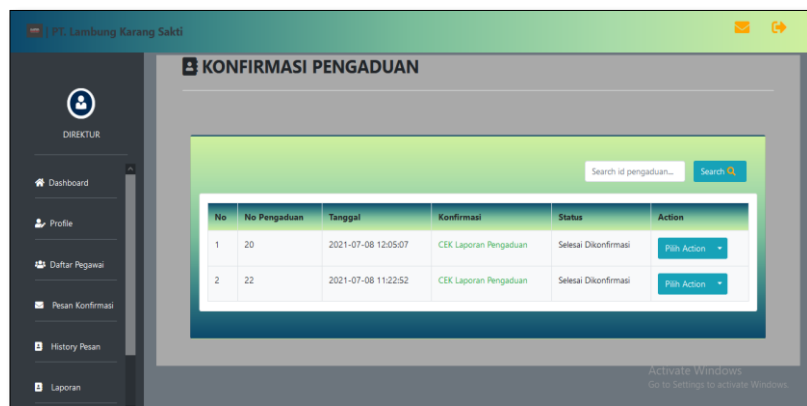 | PT. Lambung Karang Sakti
KONFIRMASI PENGADUAN
DIREKTUR
Dashboard
Profile
Daftar Pegawai
Pesan Konfirmasi
History Pesan
Laporan
Search id pengaduan... Search
No No Pengaduan Tanggal Konfirmasi Status Action
1 20 2021-07-08 12:05:07 CEK Laporan Pengaduan Selesai Dikonfirmasi Pilih Action
2 22 2021-07-08 11:22:52 CEK Laporan Pengaduan Selesai Dikonfirmasi Pilih Action
Activate Windows
Go to Settings to activate Windows.